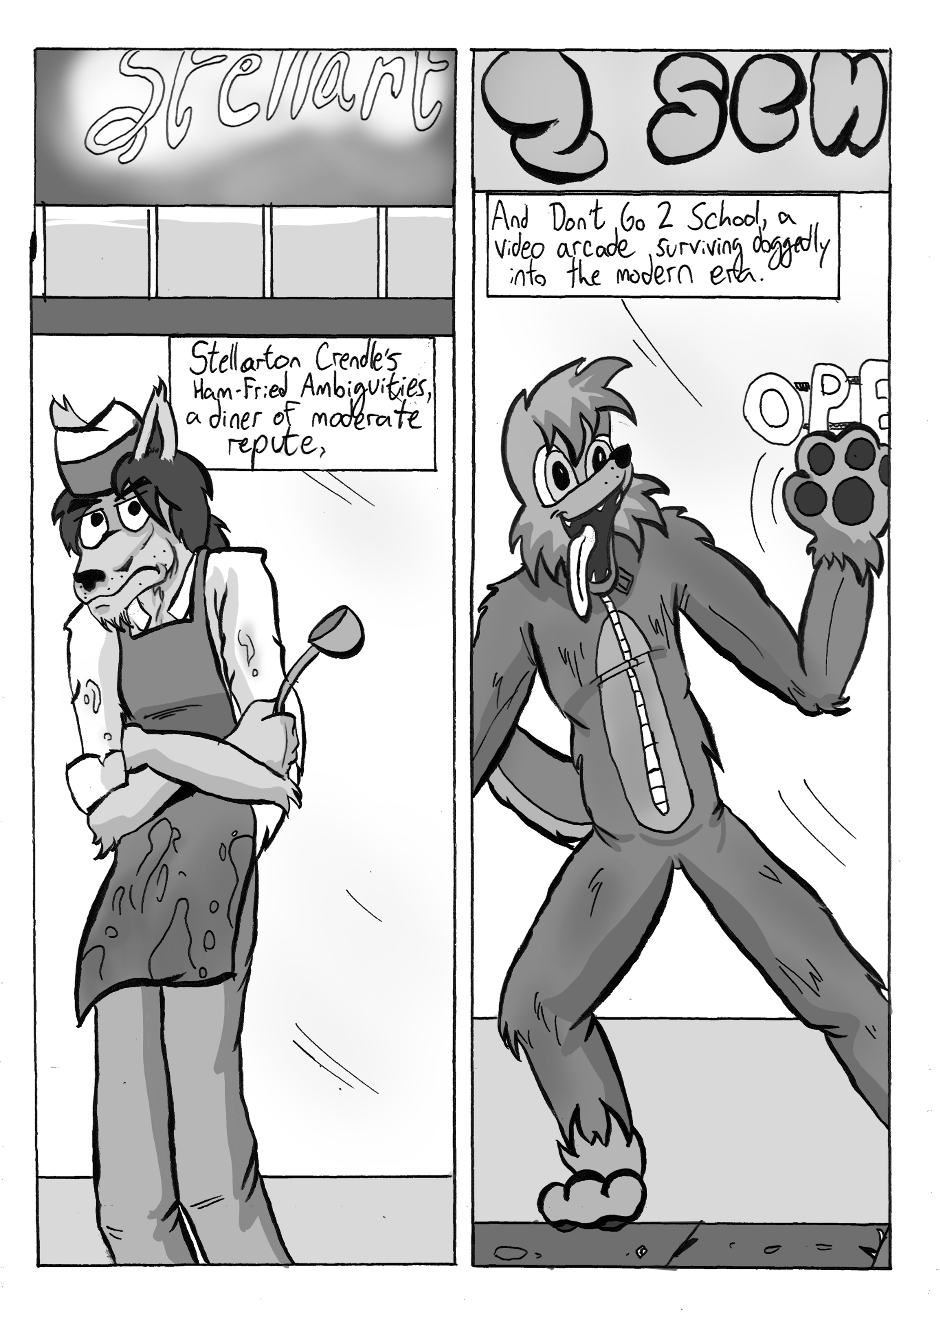 Stellart
Stellarton Crendle's
Ham-Fried Ambiguities,
a diner of moderate
repute,
2 SCH
And Don't Go 2 School, a
video arcade surviving doggedly
into the modern era.
OPE